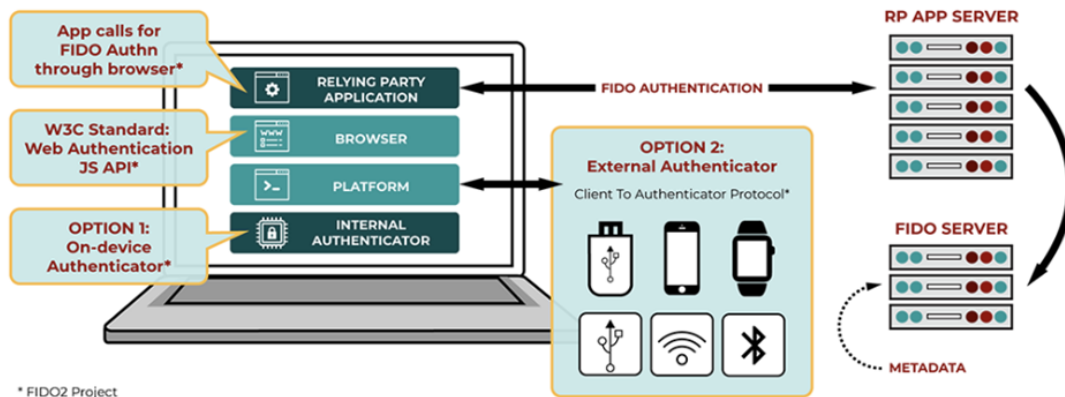 App calls for
FIDO Authn
through browser*
W3C Standard:
Web Authentication
JS API*
OPTION 1:
On-device
Authenticator*
RELYING PARTY
APPLICATION
WWW
BROWSER
PLATFORM
INTERNAL
AUTHENTICATOR
FIDO AUTHENTICATION
OPTION 2:
External Authenticator
Client To Authenticator Protocol*
RP APP SERVER
FIDO SERVER
METADATA
* FIDO2 Project